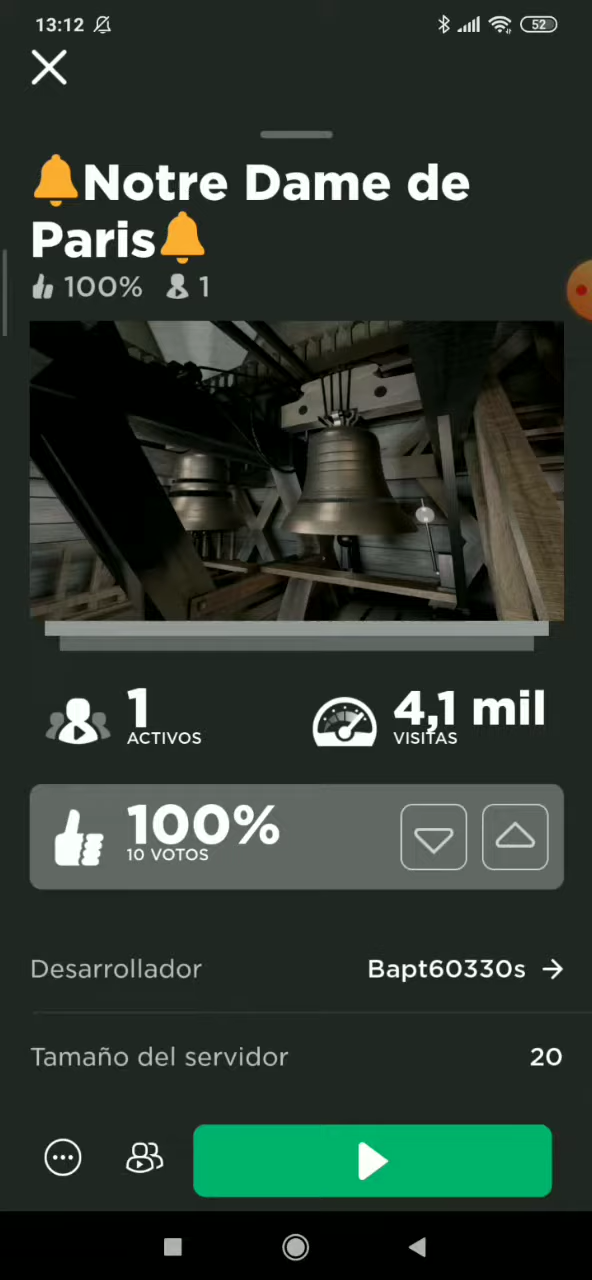 13:12
52
🔔Notre Dame de
Paris🔔
100% 1
1
ACTIVOS
4,1 mil
VISITAS
100%
10 VOTOS
Desarrollador Bapt60330s →
Tamaño del servidor 20